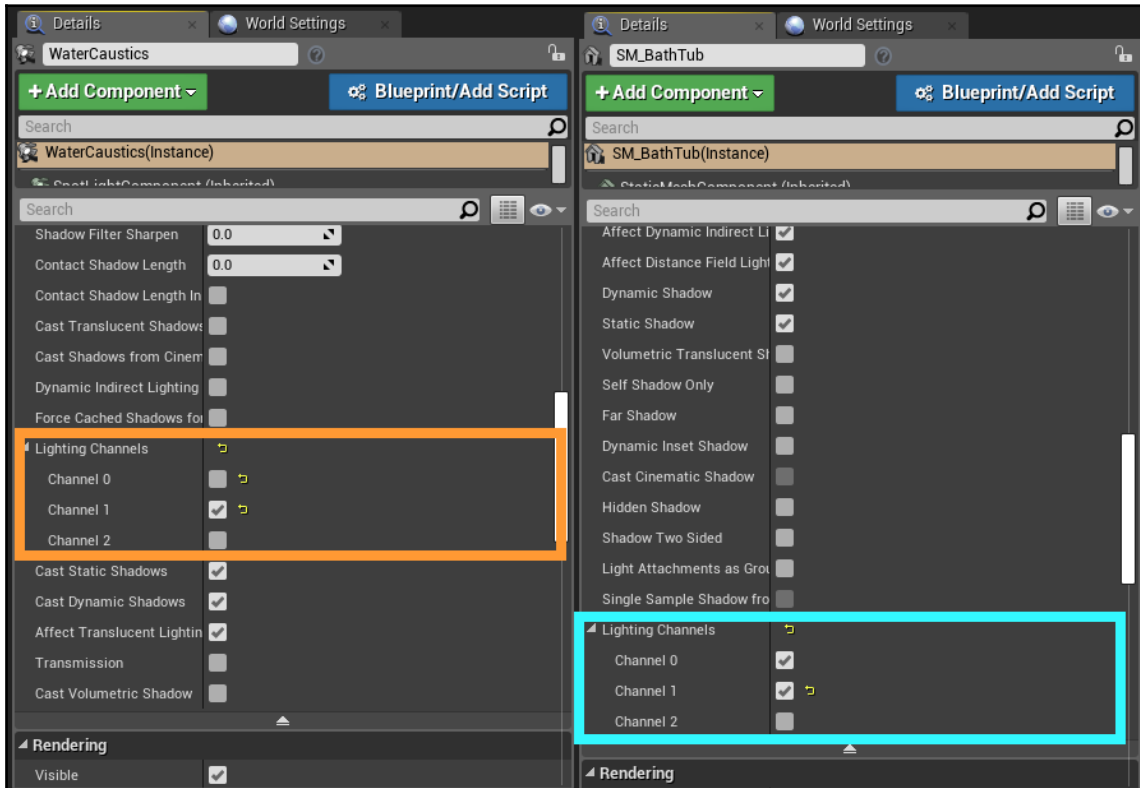 Details
World Settings
WaterCaustics
+ Add Component
Blueprint/Add Script
Search
WaterCaustics(Instance)
SpotLightComponent (Inherited)
Search
Shadow Filter Sharpen 0.0
Contact Shadow Length 0.0
Contact Shadow Length In
Cast Translucent Shadows
Cast Shadows from Cinem
Dynamic Indirect Lighting
Force Cached Shadows for
Lighting Channels
Channel 0
Channel 1
Channel 2
Cast Static Shadows
Cast Dynamic Shadows
Affect Translucent Lightin
Transmission
Cast Volumetric Shadow
Rendering
Visible
Details
World Settings
SM_BathTub
+ Add Component
Blueprint/Add Script
Search
SM_BathTub(Instance)
StaticMeshComponent (Inherited)
Search
Affect Dynamic Indirect Li
Affect Distance Field Light
Dynamic Shadow
Static Shadow
Volumetric Translucent Sh
Self Shadow Only
Far Shadow
Dynamic Inset Shadow
Cast Cinematic Shadow
Hidden Shadow
Shadow Two Sided
Light Attachments as Grou
Single Sample Shadow fro
Lighting Channels
Channel 0
Channel 1
Channel 2
Rendering